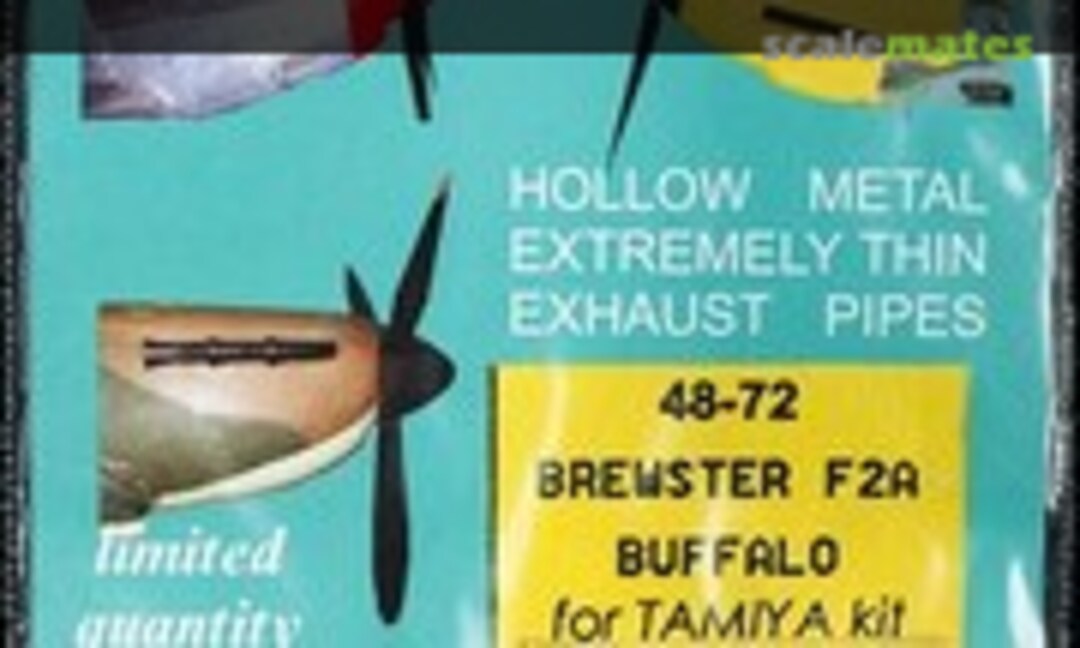 scalemates
HOLLOW METAL
EXTREMELY THIN
EXHAUST PIPES
48-72
BREWSTER F2A
BUFFALO
for TAMIYA kit
limited
quantity